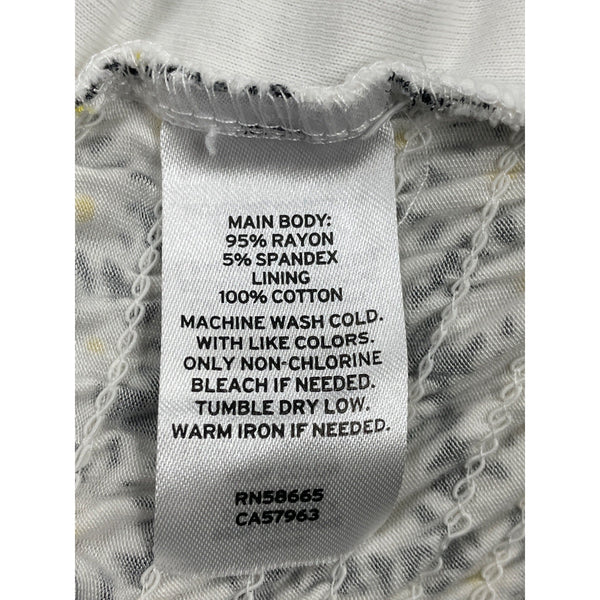 MAIN BODY:
95% RAYON
5% SPANDEX
LINING
100% COTTON
MACHINE WASH COLD.
WITH LIKE COLORS.
ONLY NON-CHLORINE
BLEACH IF NEEDED.
TUMBLE DRY LOW.
WARM IRON IF NEEDED.
RN58665
CA57963